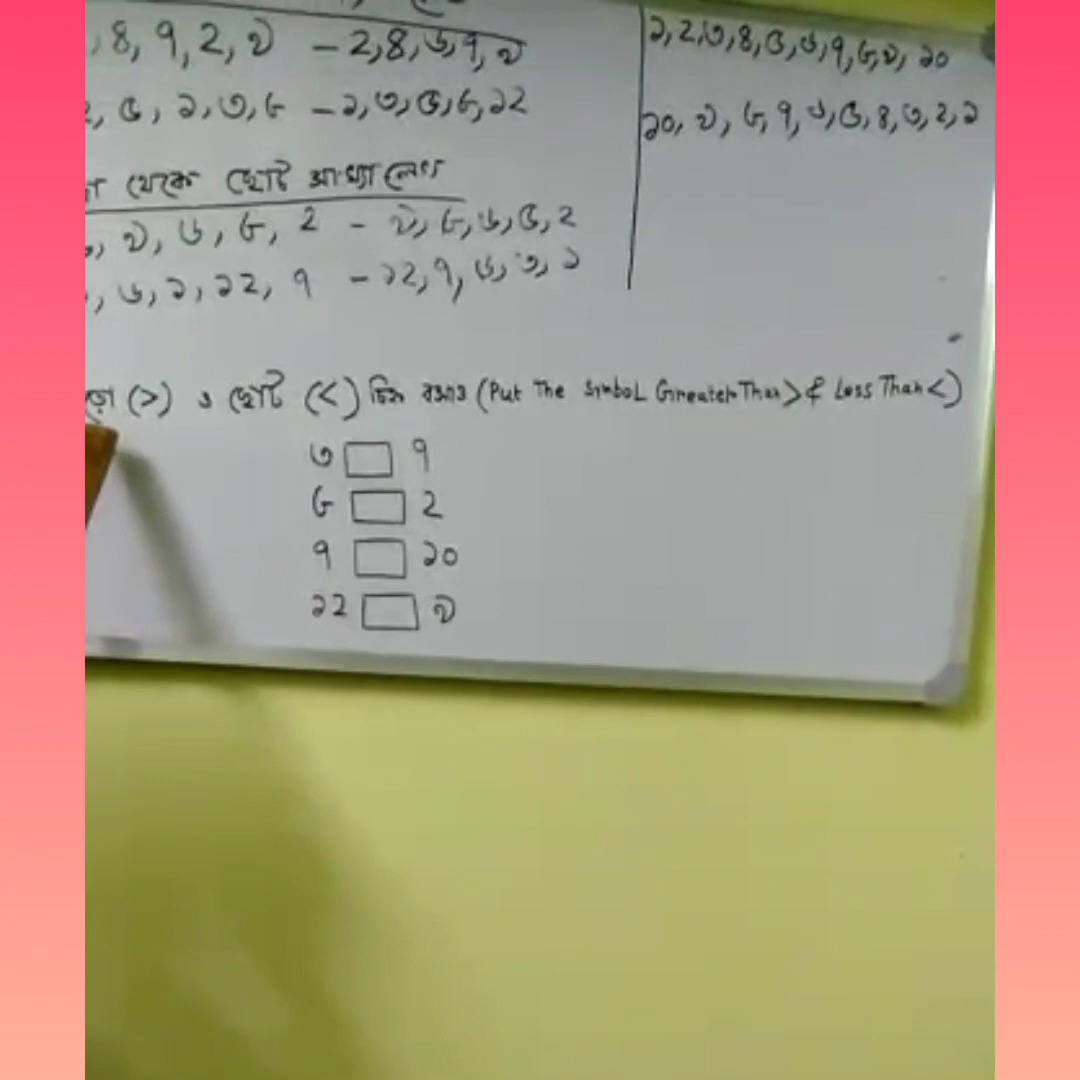 , ৪, ৭, ২, ৯ - ২,৪,৬,৭,৯
, ৫, ১, ৩, ৮ - ১,৩,৫,৮,১২
থেকে ছোট
, ৯, ৬, ৮, ২ - ৯,৮,৬,৫,২
, ৬, ১, ১২, ৭ - ১২,৭,৬,৩,১
১,২,৩,৪,৫,৬,৭,৮,৯,১০
১০,৯,৮,৭,৬,৫,৪,৩,২,১
(>) ও ছোট (<) চিহ্ন বসাও (Put The Simbol Greater Than > & Less Than <)
৩ □ ৭
৮ □ ২
৭ □ ১০
১২ □ ৯